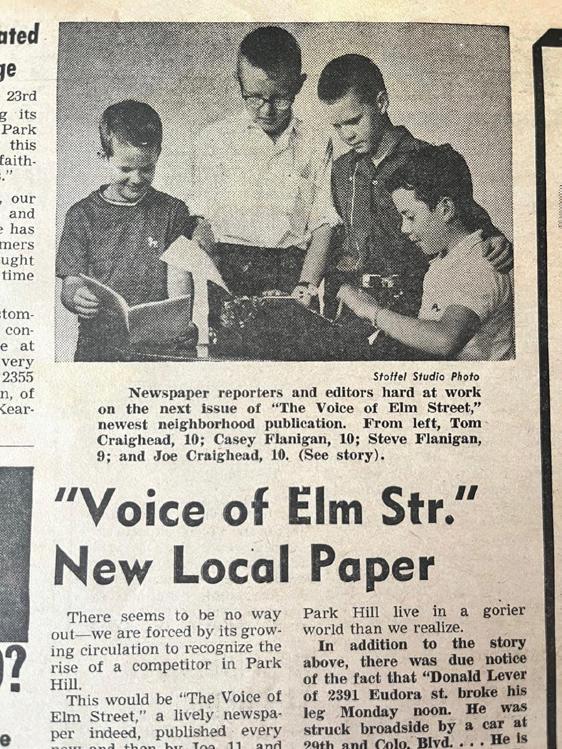 ated
ge
23rd
g its
Park
this
faith-
."
, our
and
e has
mers
ught
time
stom-
con-
e at
very
2355
n, of
Kear-
0?
e
Stoffel Studio Photo
Newspaper reporters and editors hard at work
on the next issue of “The Voice of Elm Street,”
newest neighborhood publication. From left, Tom
Craighead, 10; Casey Flanigan, 10; Steve Flanigan,
9; and Joe Craighead, 10. (See story).
“Voice of Elm Str.”
New Local Paper
There seems to be no way
out—we are forced by its grow-
ing circulation to recognize the
rise of a competitor in Park
Hill.
This would be “The Voice of
Elm Street,” a lively newspa-
per indeed, published every
now and then by Joe, 11, and
Park Hill live in a gorier
world than we realize.
In addition to the story
above, there was due notice
of the fact that “Donald Lever
of 2391 Eudora st. broke his
leg Monday noon. He was
struck broadside by a car at
29th and Colo. Blvd. . . . He is